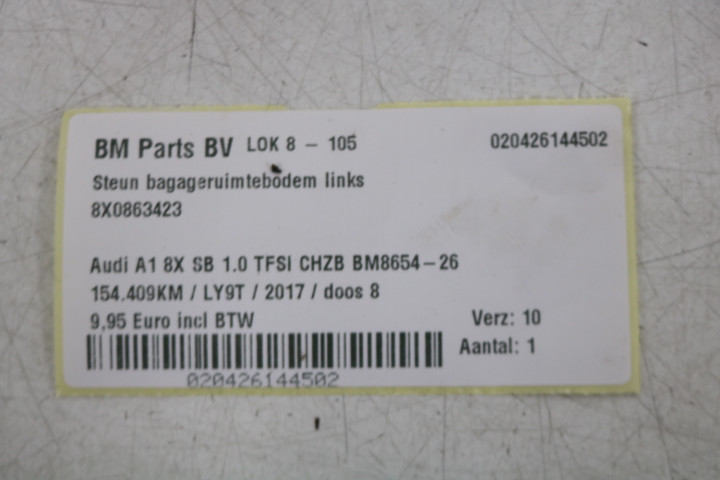 BM Parts BV LOK 8 - 105 020426144502
Steun bagageruimtebodem links
8X0863423
Audi A1 8X SB 1.0 TFSI CHZB BM8654-26
154.409KM / LY9T / 2017 / doos 8
9,95 Euro incl BTW Verz: 10
Aantal: 1
020426144502